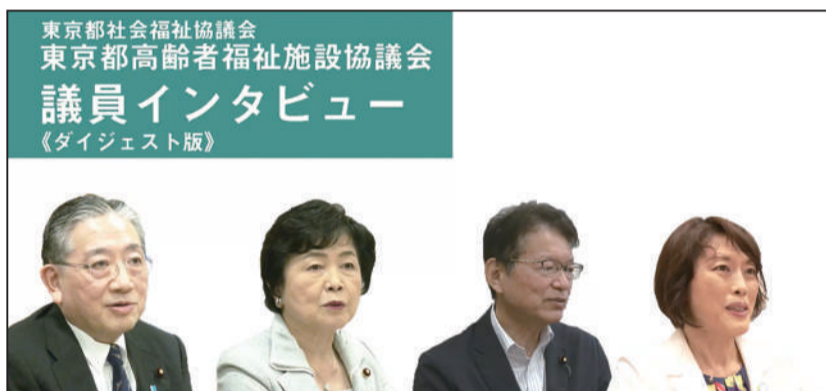 東京都社会福祉協議会
東京都高齢者福祉施設協議会
議員インタビュー
《ダイジェスト版》